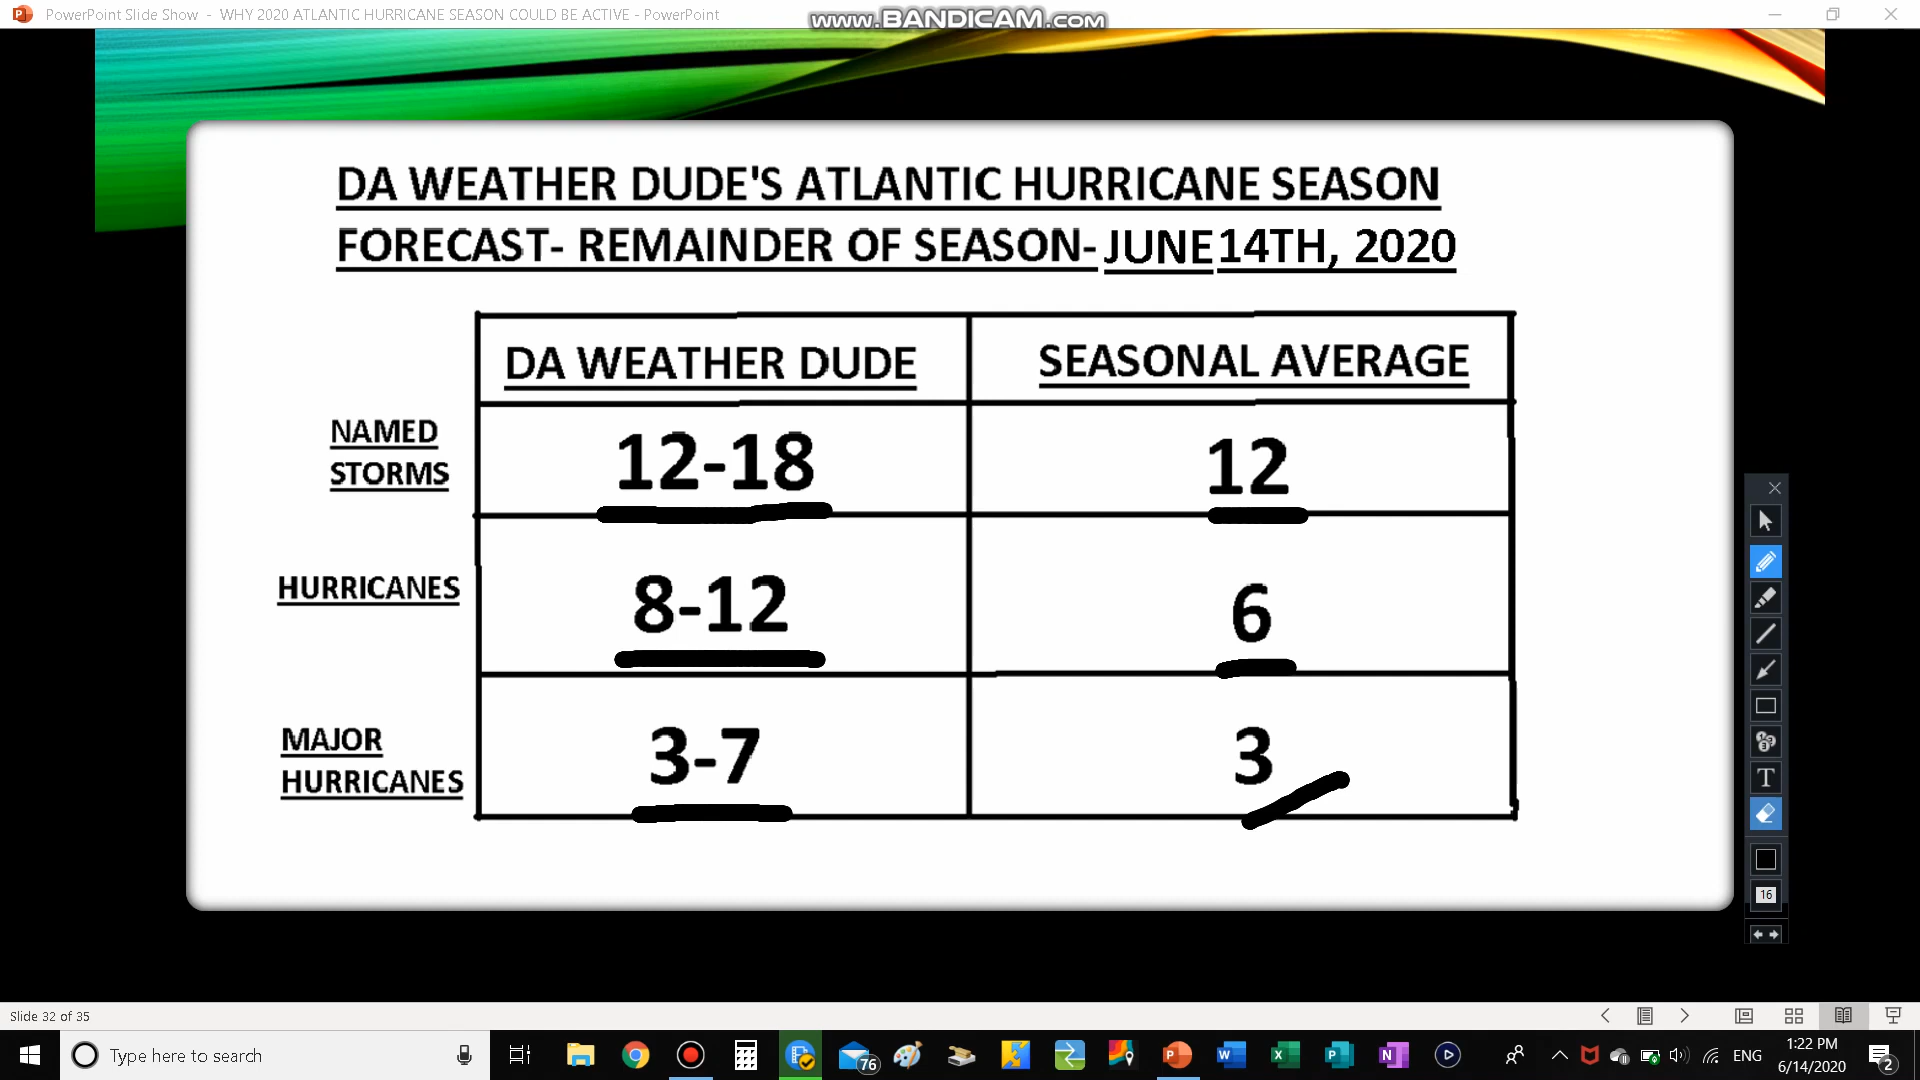 PowerPoint Slide Show - WHY 2020 ATLANTIC HURRICANE SEASON COULD BE ACTIVE - PowerPoint
www.BANDICAM.com
DA WEATHER DUDE'S ATLANTIC HURRICANE SEASON
FORECAST- REMAINDER OF SEASON- JUNE 14TH, 2020
DA WEATHER DUDE SEASONAL AVERAGE
NAMED
STORMS
12-18 12
HURRICANES 8-12 6
MAJOR
HURRICANES
3-7 3
T
16
Slide 32 of 35
Type here to search
76
ENG
1:22 PM
6/14/2020
2